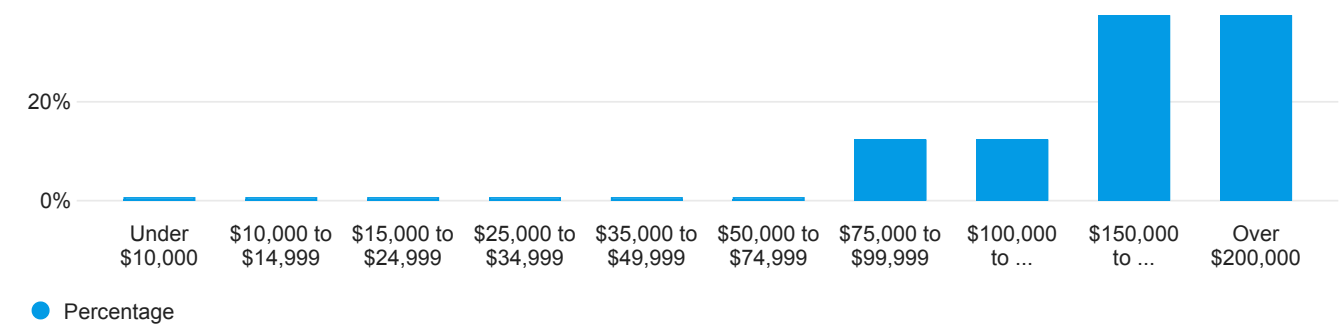 20%
0%
Under $10,000
$10,000 to $14,999
$15,000 to $24,999
$25,000 to $34,999
$35,000 to $49,999
$50,000 to $74,999
$75,000 to $99,999
$100,000 to ...
$150,000 to ...
Over $200,000
Percentage